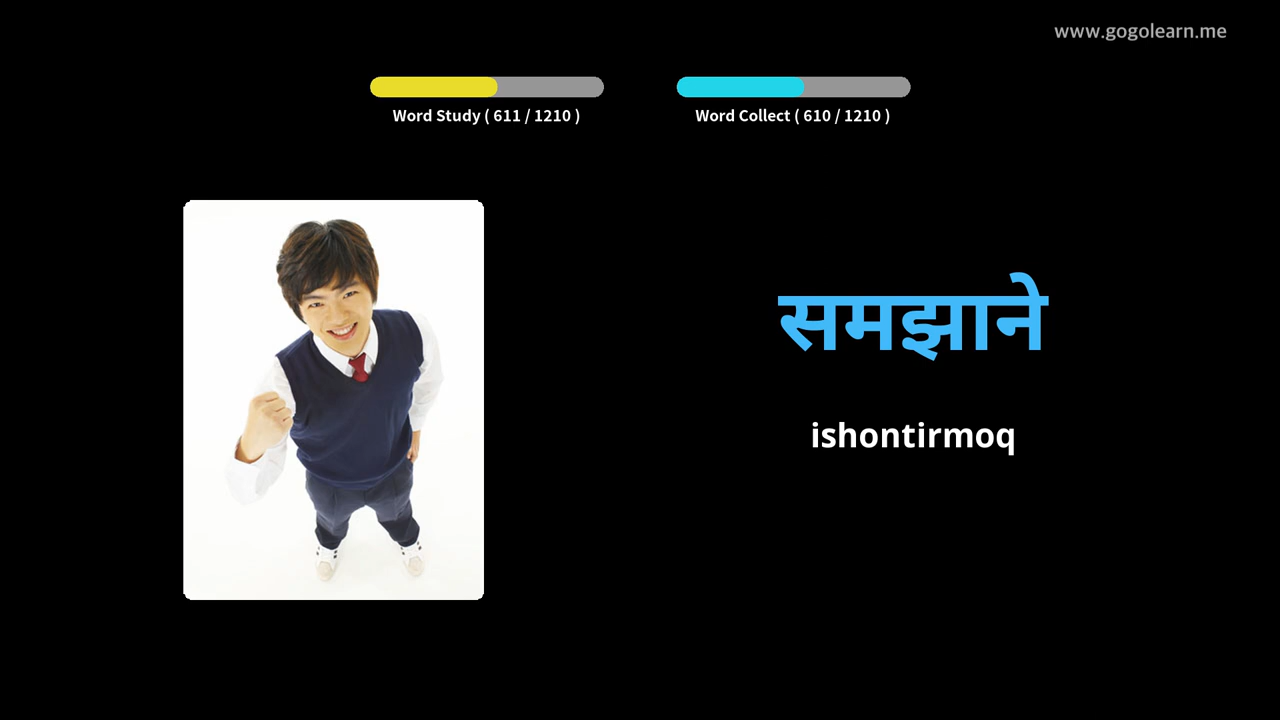 www.gogolearn.me
Word Study ( 611 / 1210 )
Word Collect ( 610 / 1210 )
समझाने
ishontirmoq